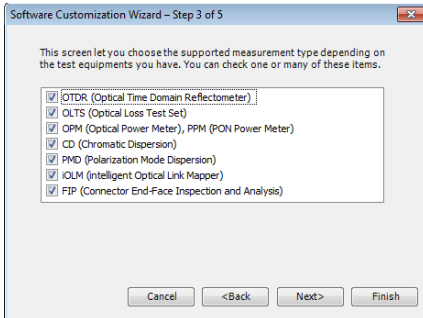 Software Customization Wizard – Step 3 of 5
This screen let you choose the supported measurement type depending on
the test equipments you have. You can check one or many of these items.
OTDR (Optical Time Domain Reflectometer)
OLTS (Optical Loss Test Set)
OPM (Optical Power Meter), PPM (PON Power Meter)
CD (Chromatic Dispersion)
PMD (Polarization Mode Dispersion)
iOLM (intelligent Optical Link Mapper)
FIP (Connector End-Face Inspection and Analysis)
Cancel <Back Next> Finish